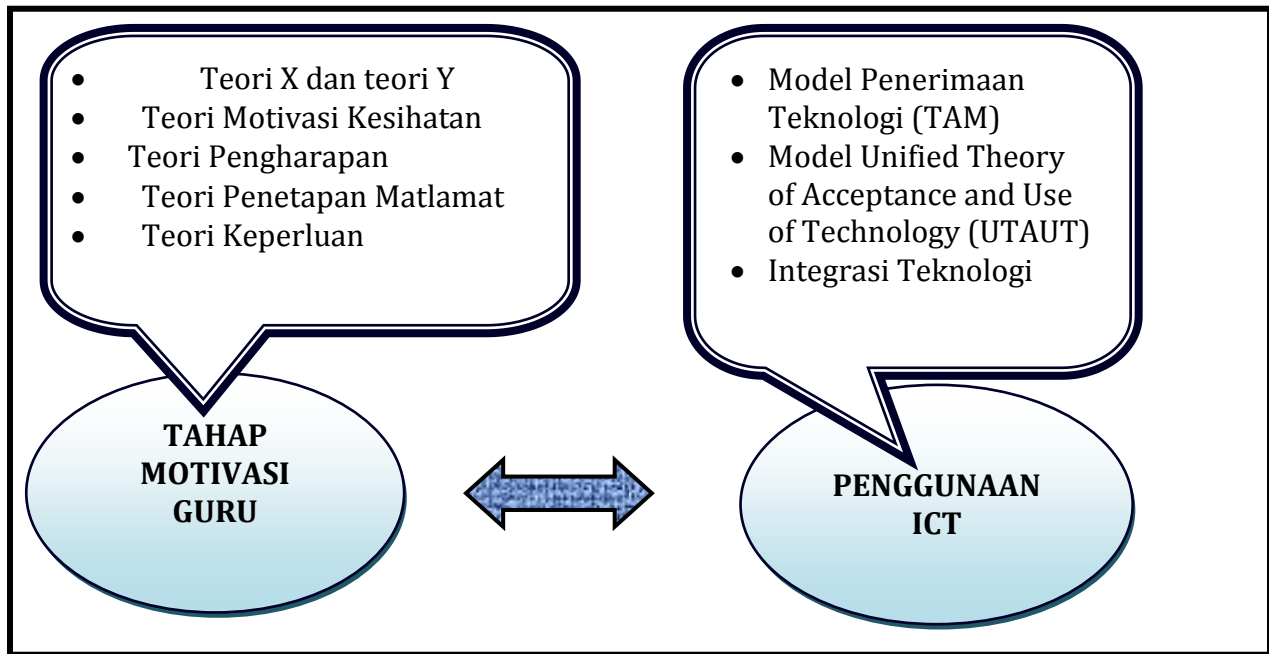 • Teori X dan teori Y
• Teori Motivasi Kesihatan
• Teori Pengharapan
• Teori Penetapan Matlamat
• Teori Keperluan
• Model Penerimaan
Teknologi (TAM)
• Model Unified Theory
of Acceptance and Use
of Technology (UTAUT)
• Integrasi Teknologi
TAHAP
MOTIVASI
GURU
PENGGUNAAN
ICT